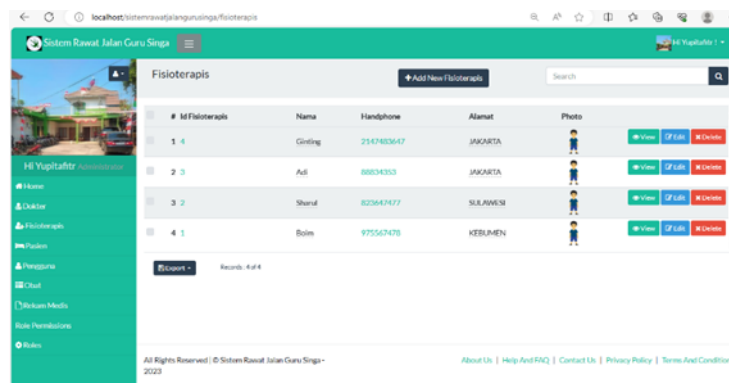 localhost/sistemrawatjalangurusinga/fisioterapis
Sistem Rawat Jalan Guru Singa
Hi Yupitafitr !
Hi Yupitafitr Administrator
Home
Dokter
Fisioterapis
Pasien
Pengguna
Obat
Rekam Medis
Role Permissions
Roles
Fisioterapis
Add New Fisioterapis
Search
# Id Fisioterapis Nama Handphone Alamat Photo
1 4 Ginting 2147483647 JAKARTA View Edit Delete
2 3 Adi 88834353 JAKARTA View Edit Delete
3 2 Sharul 823647477 SULAWESI View Edit Delete
4 1 Boim 975567478 KEBUMEN View Edit Delete
Export Records : 4 of 4
All Rights Reserved | © Sistem Rawat Jalan Guru Singa -
2023
About Us | Help And FAQ | Contact Us | Privacy Policy | Terms And Condition